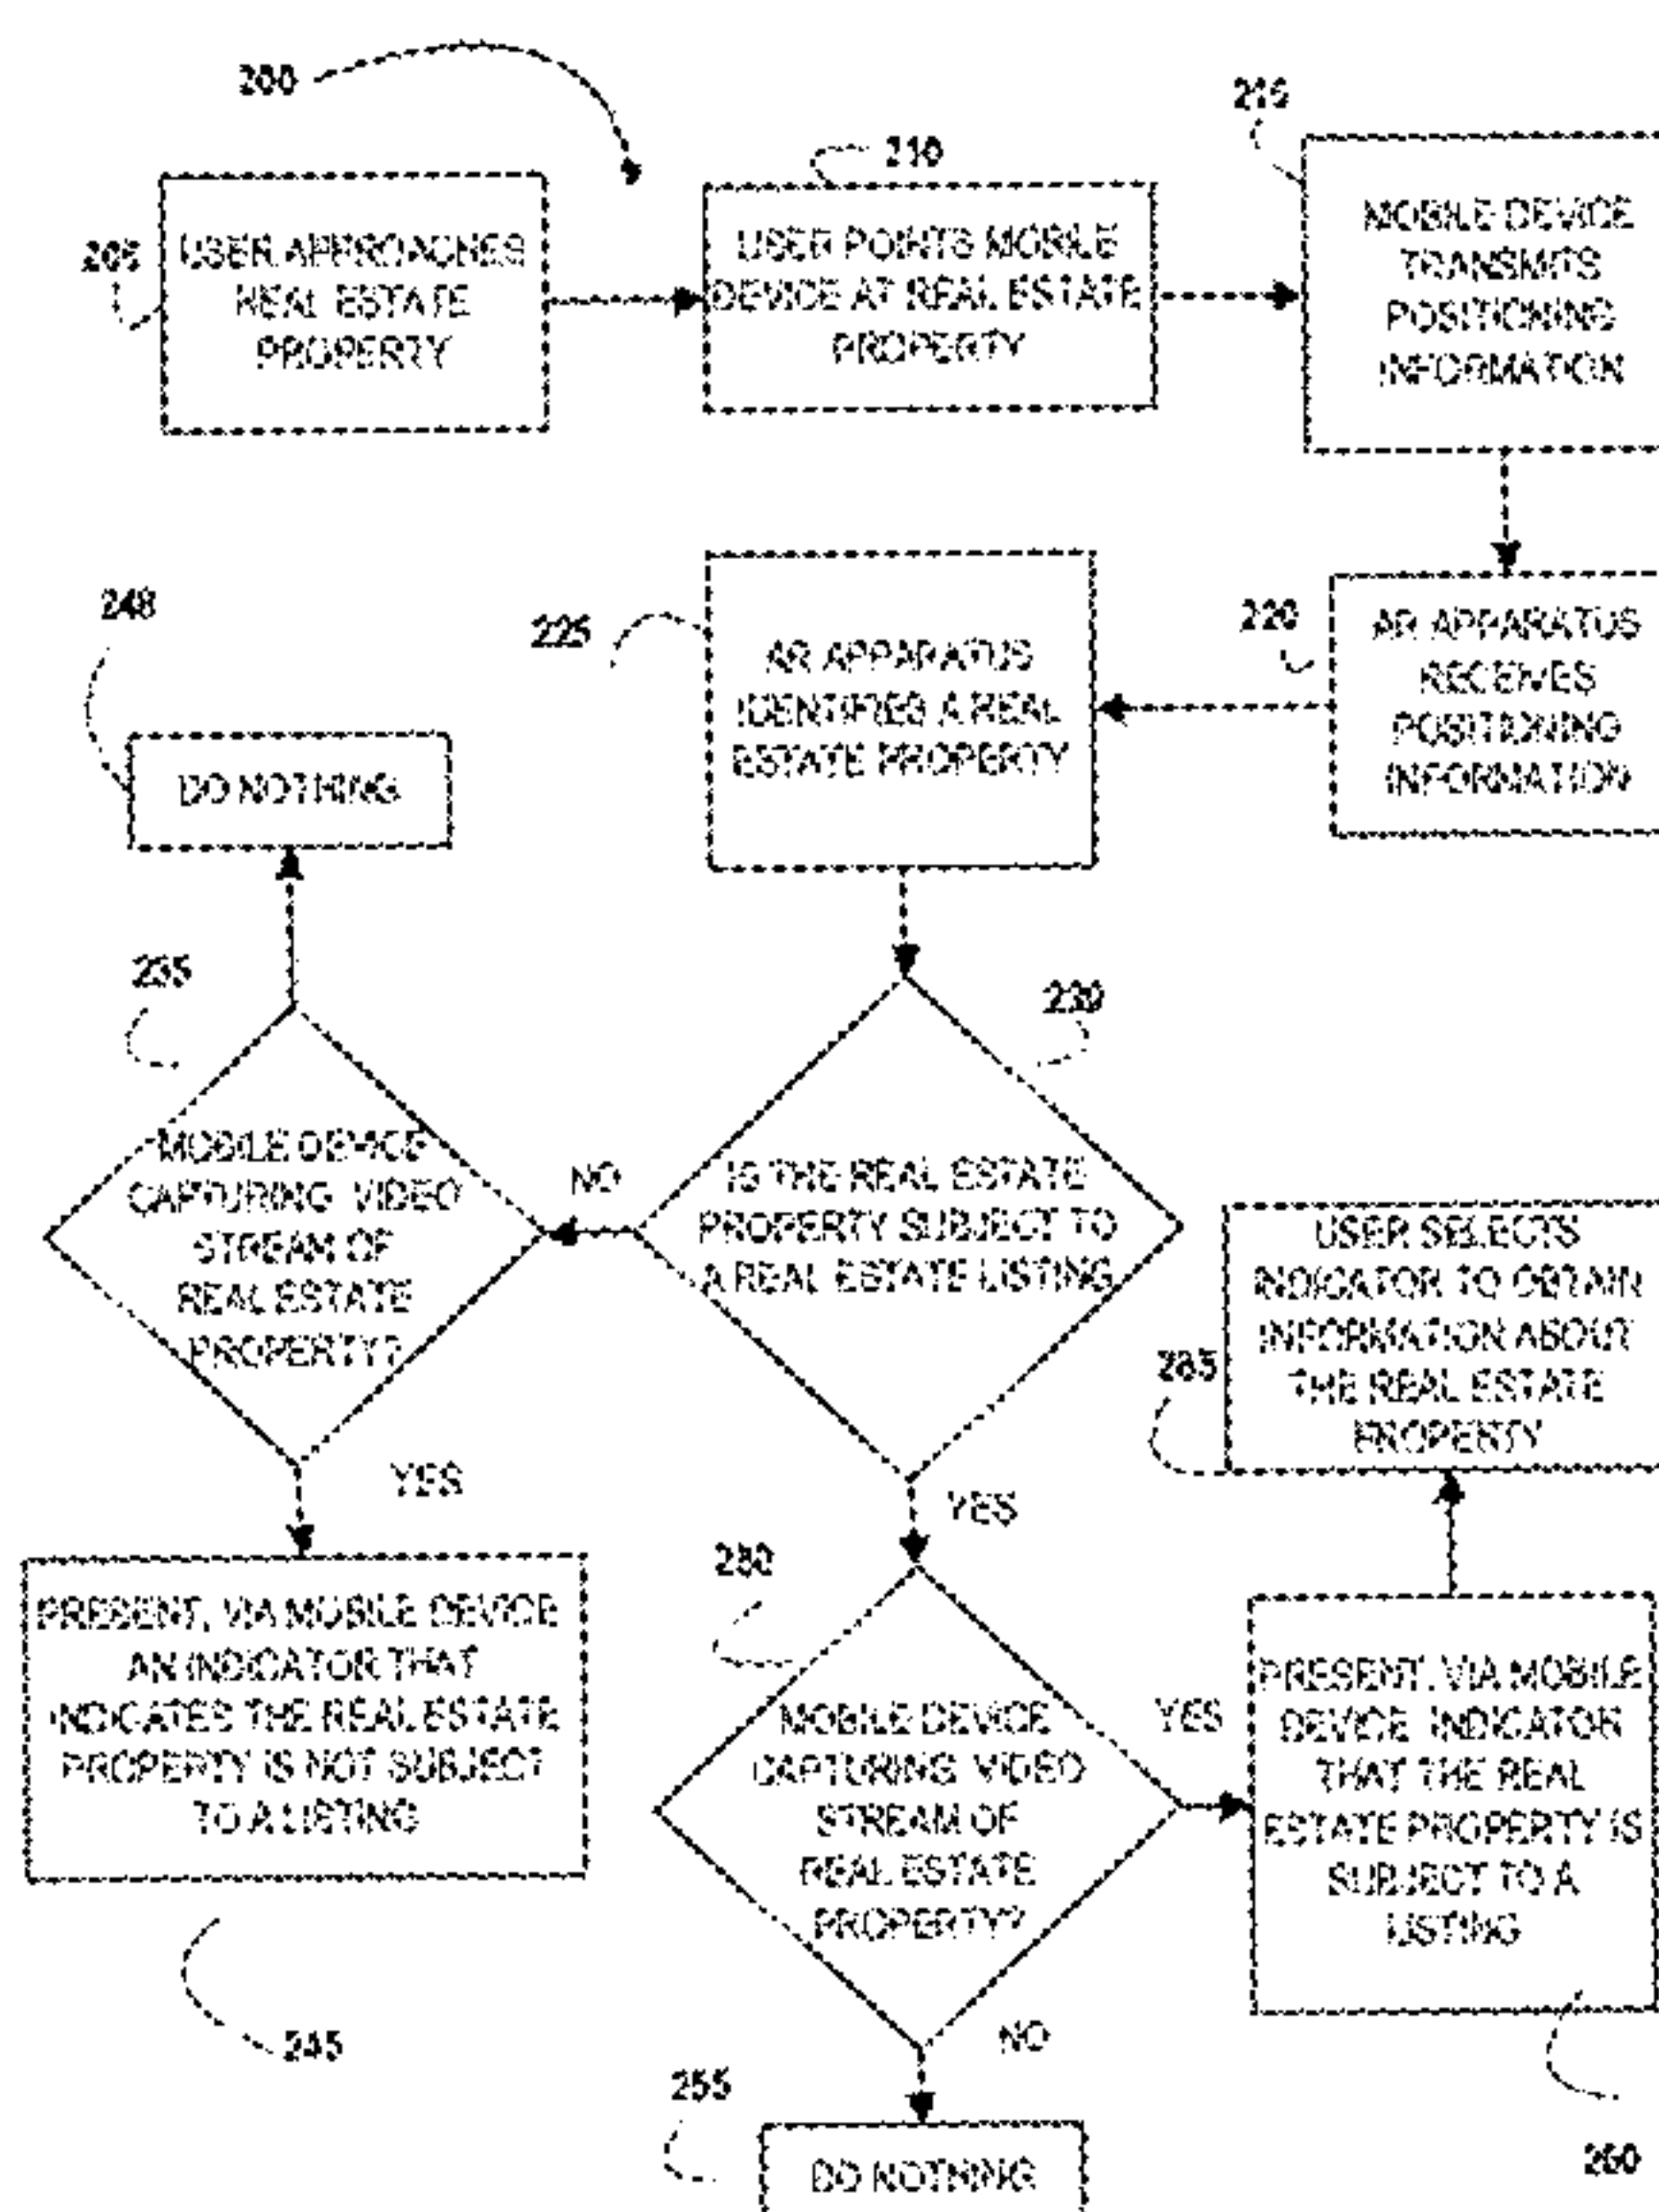 200
205
USER APPROACHES
REAL ESTATE
PROPERTY
210
USER POINTS MOBILE
DEVICE AT REAL ESTATE
PROPERTY
215
MOBILE DEVICE
TRANSMITS
POSITIONING
INFORMATION
220
AR APPARATUS
RECEIVES
POSITIONING
INFORMATION
225
AR APPARATUS
IDENTIFIES A REAL
ESTATE PROPERTY
248
DO NOTHING
235
MOBILE DEVICE
CAPTURING VIDEO
STREAM OF
REAL ESTATE
PROPERTY?
NO
230
IS THE REAL ESTATE
PROPERTY SUBJECT TO
A REAL ESTATE LISTING
YES
YES
245
PRESENT, VIA MOBILE DEVICE
AN INDICATOR THAT
INDICATES THE REAL ESTATE
PROPERTY IS NOT SUBJECT
TO A LISTING
250
MOBILE DEVICE
CAPTURING VIDEO
STREAM OF
REAL ESTATE
PROPERTY?
YES
NO
255
DO NOTHING
260
PRESENT, VIA MOBILE
DEVICE INDICATOR
THAT THE REAL
ESTATE PROPERTY IS
SUBJECT TO A
LISTING
265
USER SELECTS
INDICATOR TO OBTAIN
INFORMATION ABOUT
THE REAL ESTATE
PROPERTY